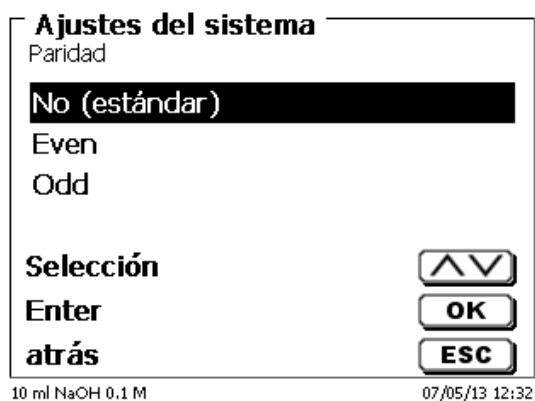 Ajustes del sistema
Paridad
No (estándar)
Even
Odd
Selección
Enter OK
atrás ESC
10 ml NaOH 0.1 M 07/05/13 12:32